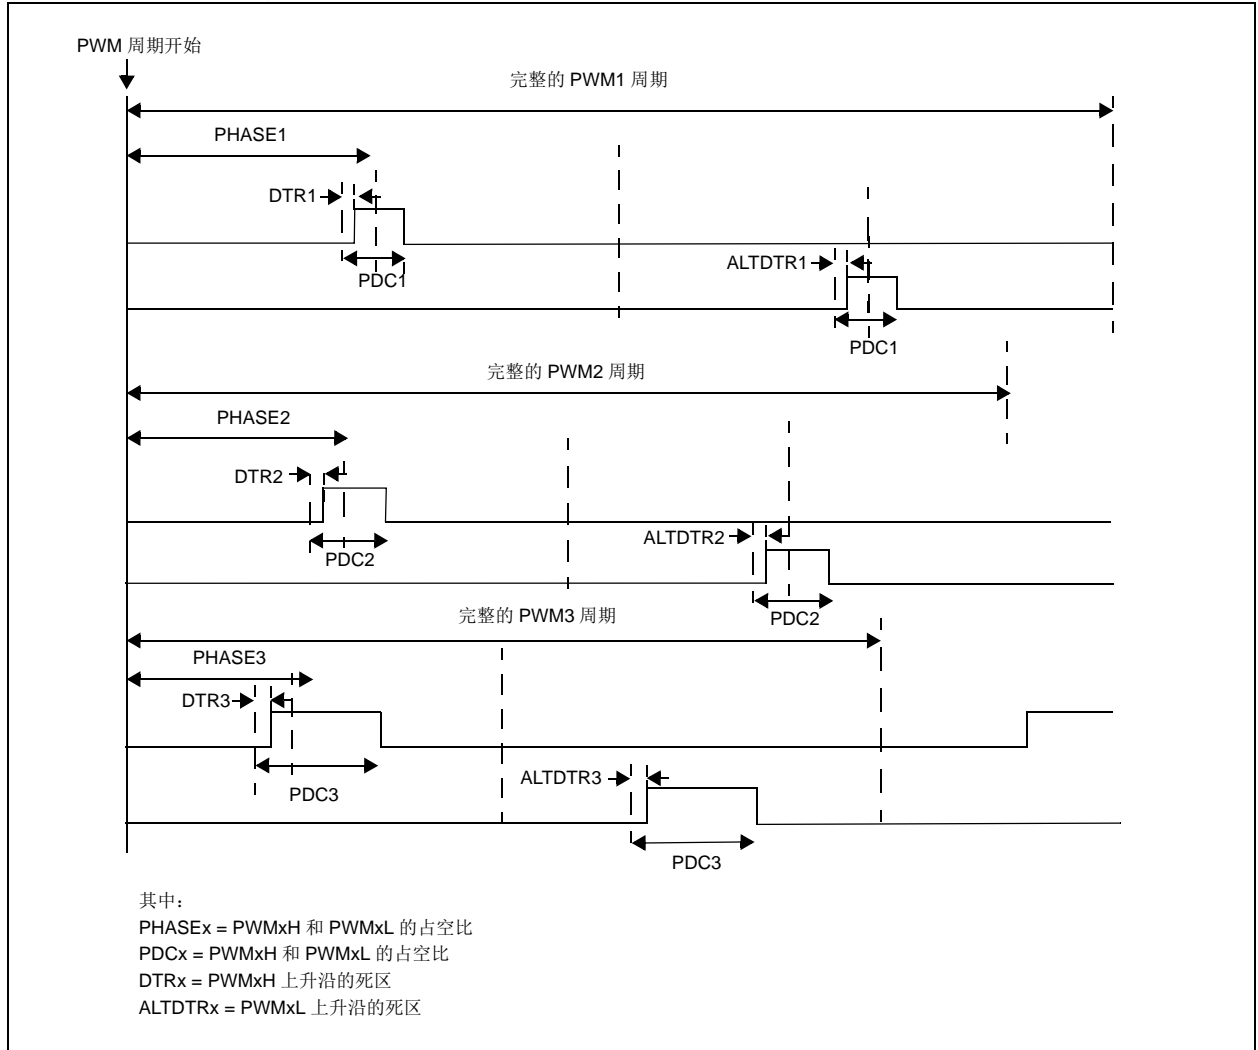 PWM 周期开始
完整的 PWM1 周期
PHASE1
DTR1
PDC1
ALTDTR1
PDC1
完整的 PWM2 周期
PHASE2
DTR2
PDC2
ALTDTR2
PDC2
完整的 PWM3 周期
PHASE3
DTR3
PDC3
ALTDTR3
PDC3
其中：
PHASEx = PWMxH 和 PWMxL 的占空比
PDCx = PWMxH 和 PWMxL 的占空比
DTRx = PWMxH 上升沿的死区
ALTDTRx = PWMxL 上升沿的死区